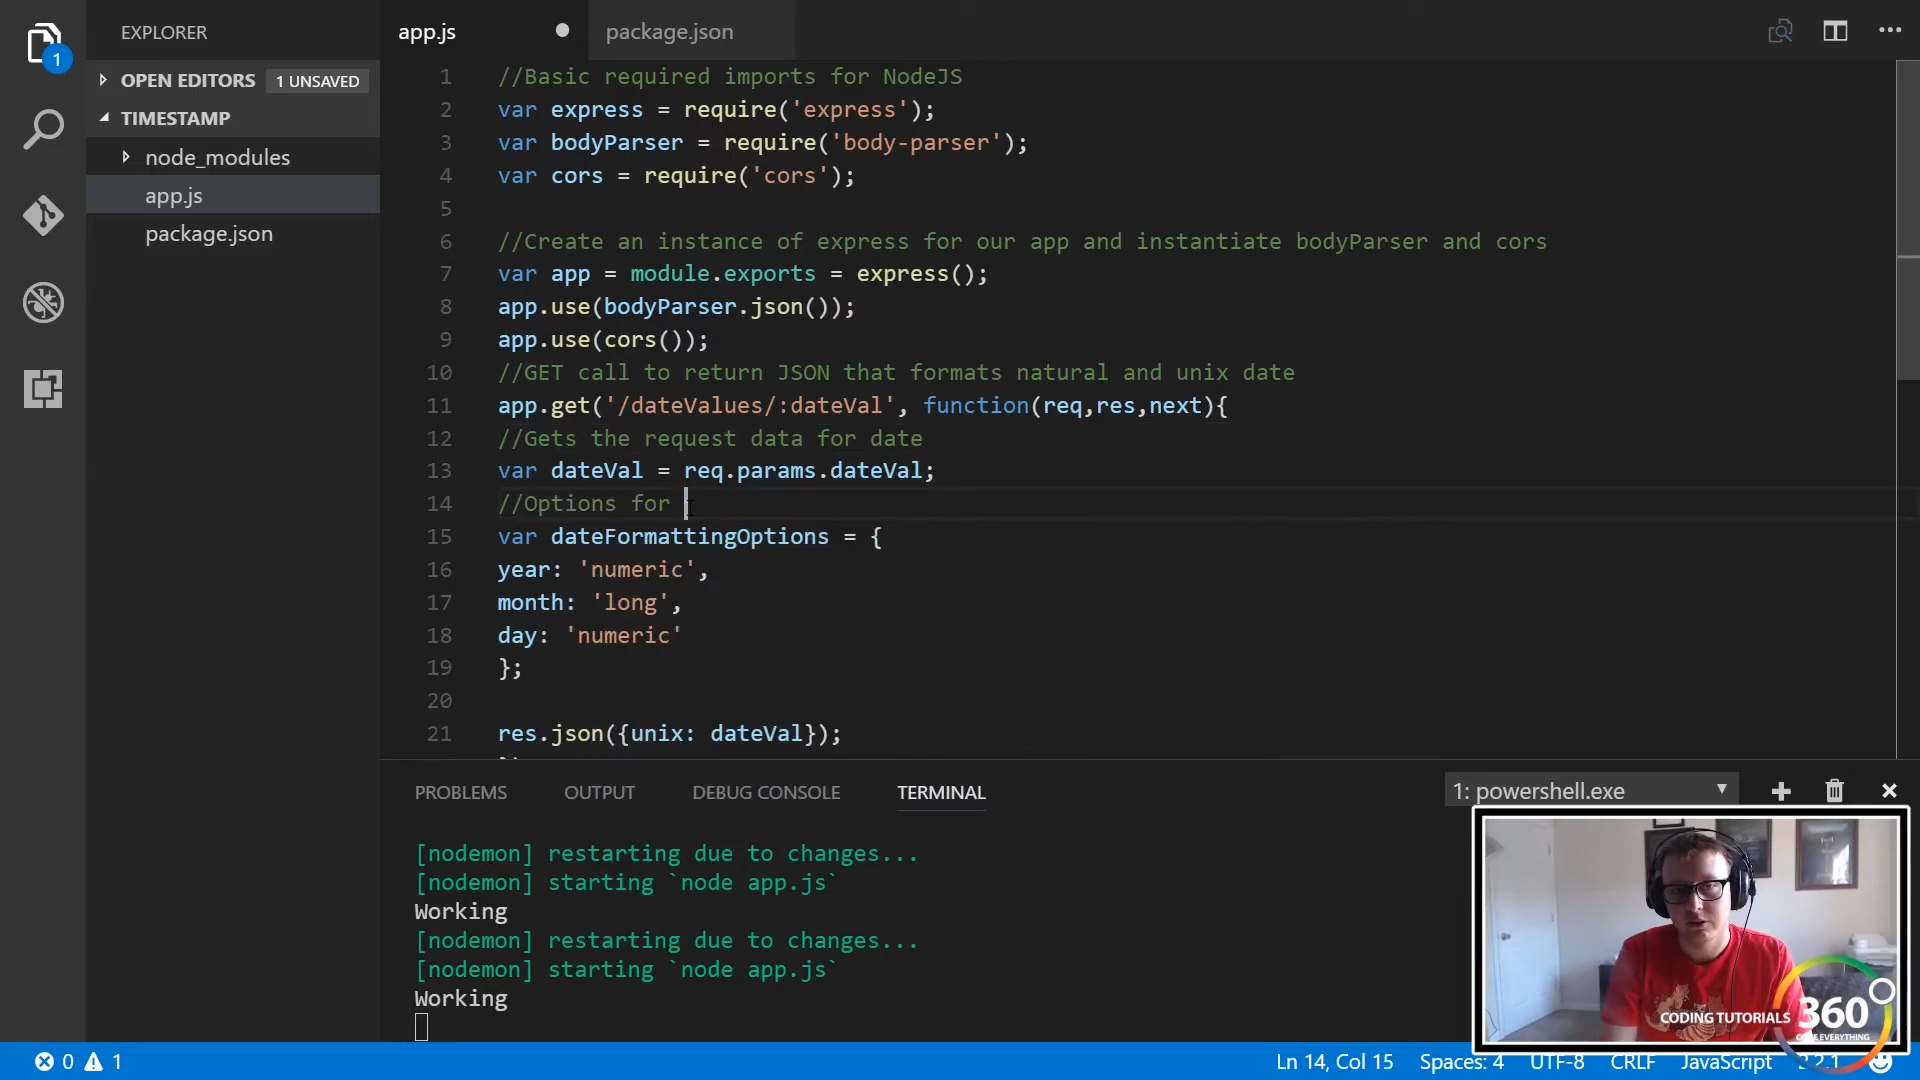 EXPLORER
OPEN EDITORS 1 UNSAVED
TIMESTAMP
node_modules
app.js
package.json
1
app.js
package.json
1 //Basic required imports for NodeJS
2 var express = require('express');
3 var bodyParser = require('body-parser');
4 var cors = require('cors');
5
6 //Create an instance of express for our app and instantiate bodyParser and cors
7 var app = module.exports = express();
8 app.use(bodyParser.json());
9 app.use(cors());
10 //GET call to return JSON that formats natural and unix date
11 app.get('/dateValues/:dateVal', function(req,res,next){
12 //Gets the request data for date
13 var dateVal = req.params.dateVal;
14 //Options for
15 var dateFormattingOptions = {
16 year: 'numeric',
17 month: 'long',
18 day: 'numeric'
19 };
20
21 res.json({unix: dateVal});
PROBLEMS OUTPUT DEBUG CONSOLE TERMINAL 1: powershell.exe
[nodemon] restarting due to changes...
[nodemon] starting `node app.js`
Working
[nodemon] restarting due to changes...
[nodemon] starting `node app.js`
Working
CODING TUTORIALS 360
CODE EVERYTHING
0 1 Ln 14, Col 15 Spaces: 4 UTF-8 CRLF JavaScript 2.2.1